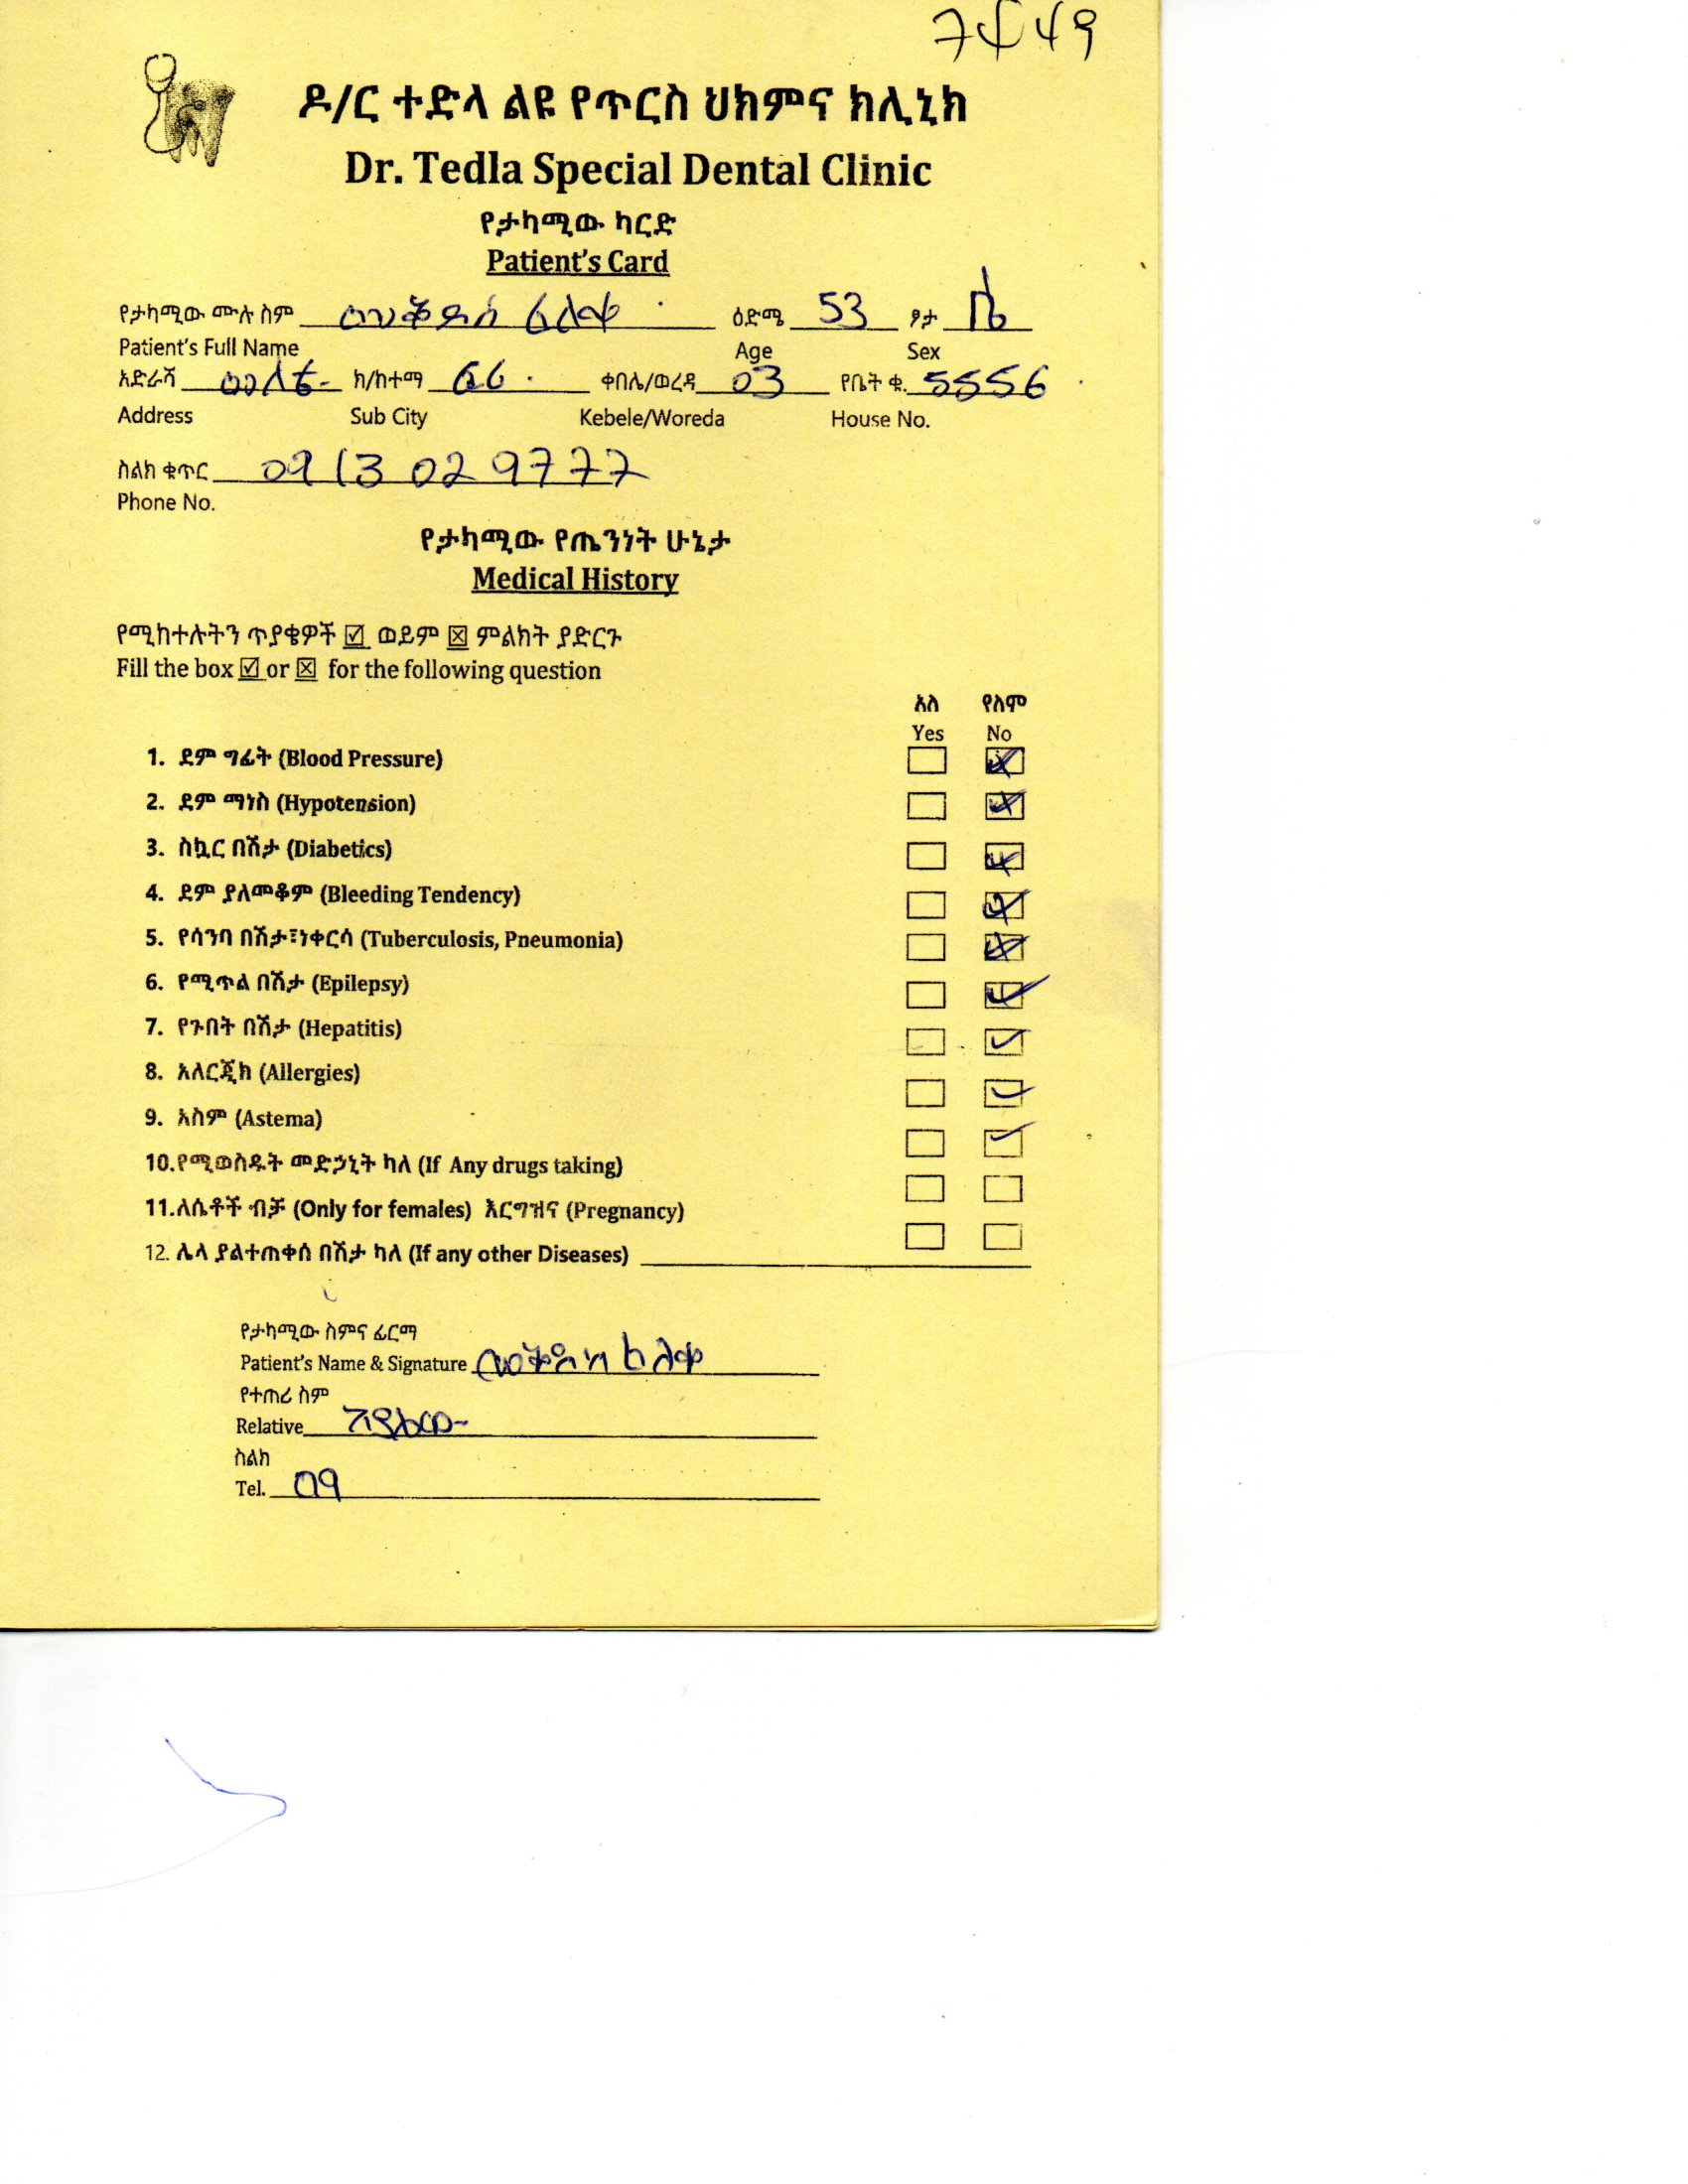 7449
ዶ/ር ተድላ ልዩ የጥርስ ህክምና ክሊኒክ
Dr. Tedla Special Dental Clinic
የታካሚው ካርድ
Patient's Card
የታካሚው ሙሉ ስም ዕድሜ 53 ፆታ ሴ
Patient's Full Name Age Sex
አድራሻ ክ/ከተማ ቀበሌ/ወረዳ 03 የቤት ቁ. 5556
Address Sub City Kebele/Woreda House No.
ስልክ ቁጥር 0913 029777
Phone No.
የታካሚው የጤንነት ሁኔታ
Medical History
የሚከተሉትን ጥያቄዎች ☑ ወይም ☒ ምልክት ያድርጉ
Fill the box ☑ or ☒ for the following question
አለ የለም
Yes No
1. ደም ግፊት (Blood Pressure)
2. ደም ማነስ (Hypotension)
3. ስኳር በሽታ (Diabetics)
4. ደም ያለመቆም (Bleeding Tendency)
5. የሳንባ በሽታ፣ነቀርሳ (Tuberculosis, Pneumonia)
6. የሚጥል በሽታ (Epilepsy)
7. የጉበት በሽታ (Hepatitis)
8. አለርጂክ (Allergies)
9. አስም (Astema)
10.የሚወስዱት መድኃኒት ካለ (If Any drugs taking)
11.ለሴቶች ብቻ (Only for females) እርግዝና (Pregnancy)
12. ሌላ ያልተጠቀሰ በሽታ ካለ (If any other Diseases)
የታካሚው ስምና ፊርማ
Patient's Name & Signature
የተጠሪ ስም
Relative
ስልክ
Tel. 09